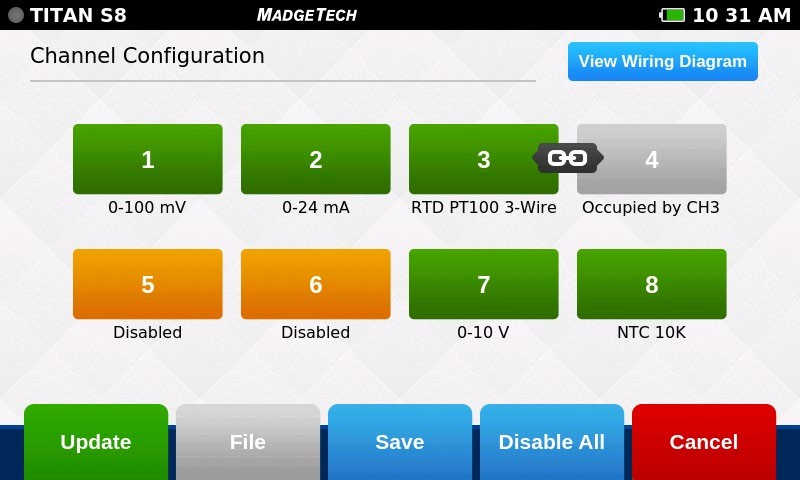 TITAN S8 MADGETECH 10 31 AM
Channel Configuration View Wiring Diagram
1 2 3 4
0-100 mV 0-24 mA RTD PT100 3-Wire Occupied by CH3
5 6 7 8
Disabled Disabled 0-10 V NTC 10K
Update File Save Disable All Cancel